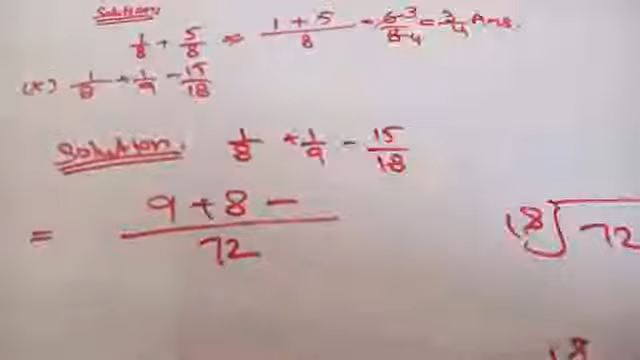 Solution:
1/8 + 5/8 = 1 + 5/8 = 6 3/8 4 = 3/4 Ans.
(x) 1/8 + 1/9 - 15/18
Solution. 1/8 + 1/9 - 15/18
= 9 + 8 -/72
18 72
18